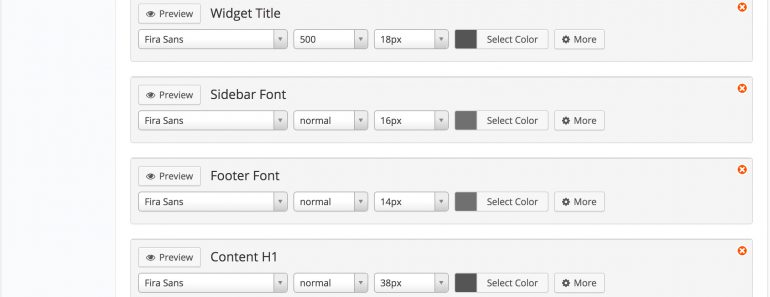 Preview Widget Title
Fira Sans 500 18px Select Color More
Preview Sidebar Font
Fira Sans normal 16px Select Color More
Preview Footer Font
Fira Sans normal 14px Select Color More
Preview Content H1
Fira Sans normal 38px Select Color More